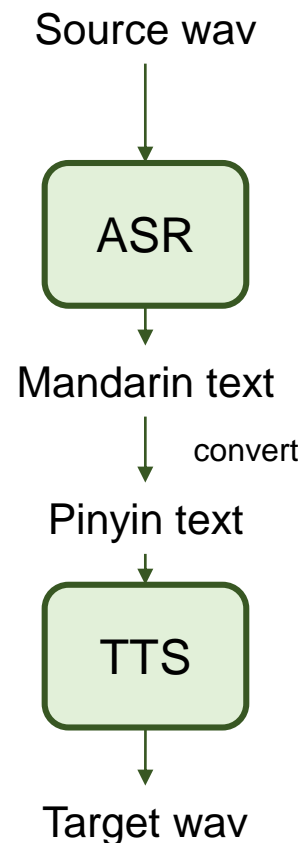 Source wav
ASR
Mandarin text
convert
Pinyin text
TTS
Target wav